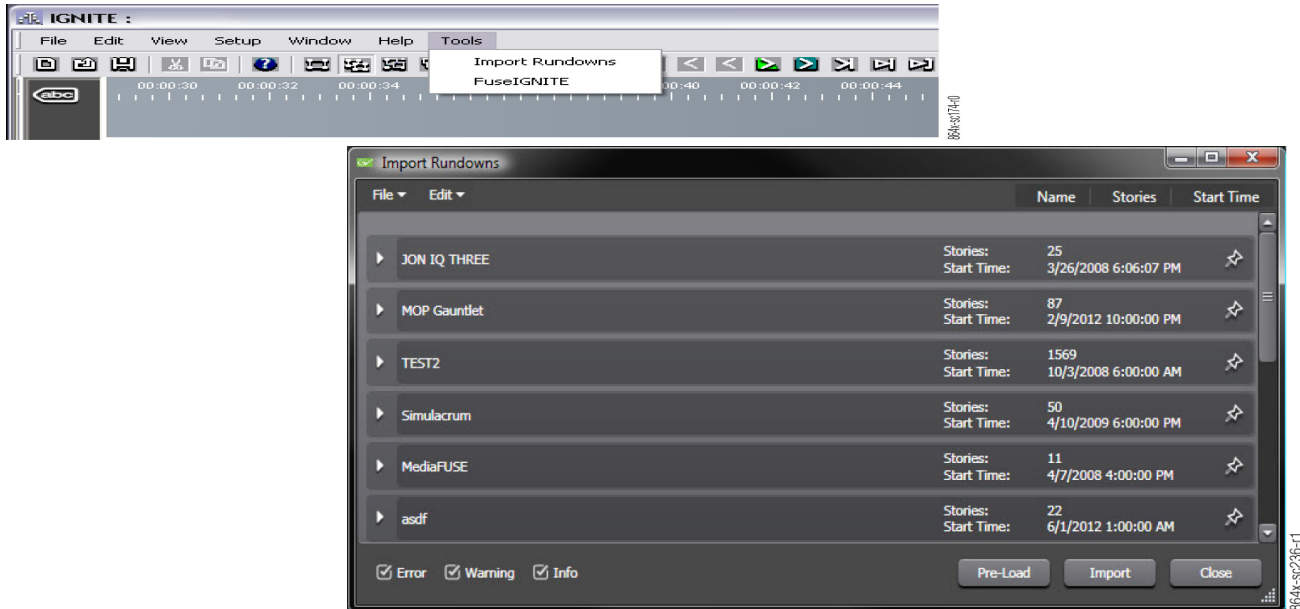 IGNITE :
File Edit View Setup Window Help Tools
Import Rundowns
FuseIGNITE
abc
00:00:30 00:00:32 00:00:34 00:40 00:00:42 00:00:44
864x-sc174-r0
Import Rundowns
File Edit Name Stories Start Time
JON IQ THREE Stories: 25
Start Time: 3/26/2008 6:06:07 PM
MOP Gauntlet Stories: 87
Start Time: 2/9/2012 10:00:00 PM
TEST2 Stories: 1569
Start Time: 10/3/2008 6:00:00 AM
Simulacrum Stories: 50
Start Time: 4/10/2009 6:00:00 PM
MediaFUSE Stories: 11
Start Time: 4/7/2008 4:00:00 PM
asdf Stories: 22
Start Time: 6/1/2012 1:00:00 AM
Error Warning Info Pre-Load Import Close
864x-sc236-r1